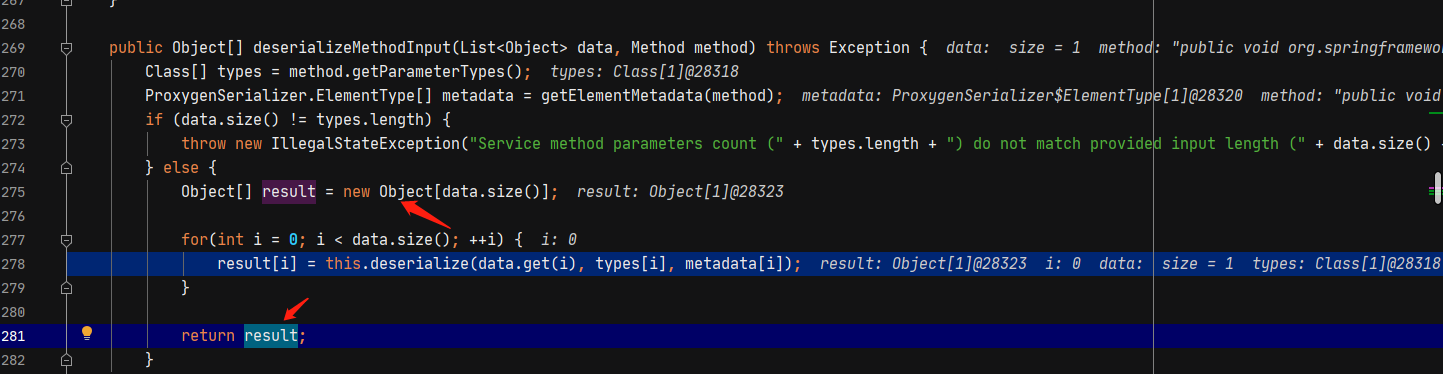 267 }
268
269 public Object[] deserializeMethodInput(List<Object> data, Method method) throws Exception { data: size = 1 method: "public void org.springframewo
270 Class[] types = method.getParameterTypes(); types: Class[1]@28318
271 ProxygenSerializer.ElementType[] metadata = getElementMetadata(method); metadata: ProxygenSerializer$ElementType[1]@28320 method: "public void
272 if (data.size() != types.length) {
273 throw new IllegalStateException("Service method parameters count (" + types.length + ") do not match provided input length (" + data.size() +
274 } else {
275 Object[] result = new Object[data.size()]; result: Object[1]@28323
276
277 for(int i = 0; i < data.size(); ++i) { i: 0
278 result[i] = this.deserialize(data.get(i), types[i], metadata[i]); result: Object[1]@28323 i: 0 data: size = 1 types: Class[1]@28318
279 }
280
281 return result;
282 }